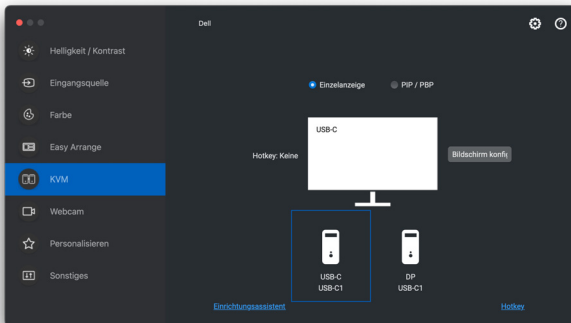 Dell
Helligkeit / Kontrast
Eingangsquelle
Farbe
Easy Arrange
KVM
Webcam
Personalisieren
Sonstiges
Einzelanzeige
PIP / PBP
USB-C
Hotkey: Keine
Bildschirm konfi
USB-C
USB-C1
DP
USB-C1
Einrichtungsassistent
Hotkey